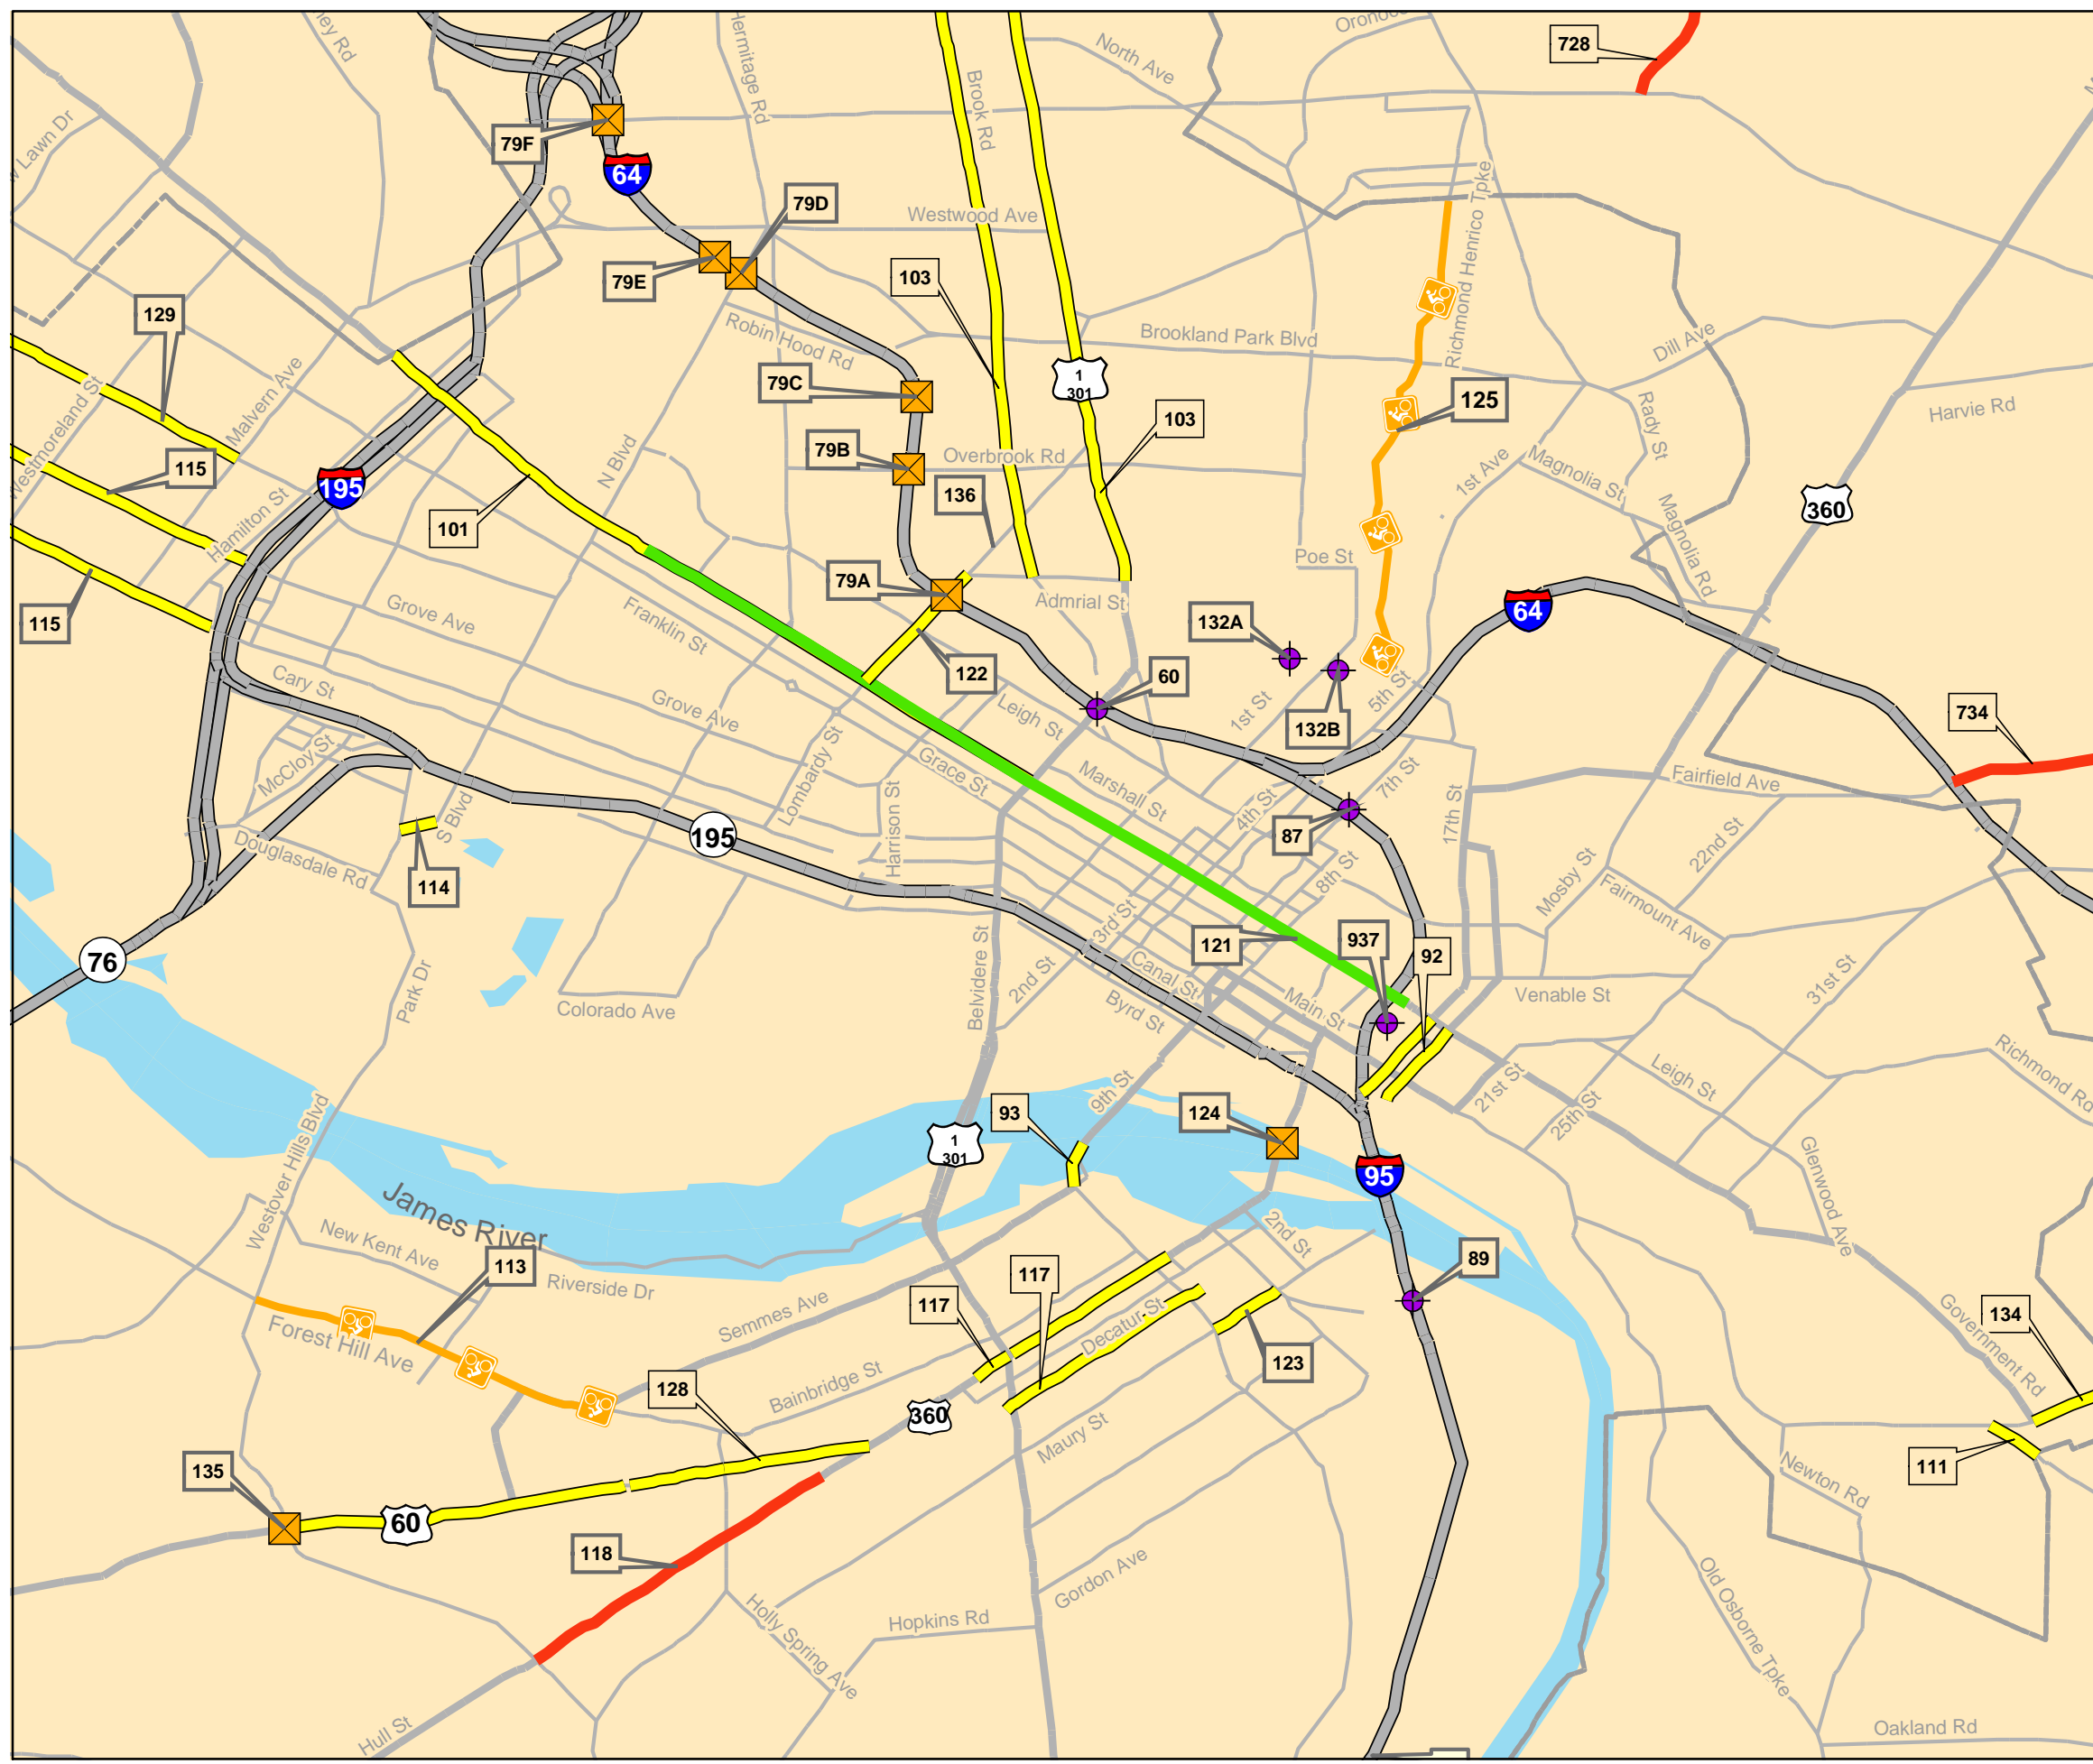 ley Rd
Hermitage Rd
Brook Rd
North Ave
Orono
728
Lawn Dr
79F
64
79D
Westwood Ave
79E
103
Richmond Henrico Tpke
129
Robin Hood Rd
Brookland Park Blvd
Dill Ave
Westmoreland St
Malvern Ave
79C
1
301
125
Harvie Rd
103
Rady St
115
N Blvd
79B
Overbrook Rd
1st Ave
Magnolia St
195
136
360
Hamilton St
101
Magnolia Rd
Poe St
115
79A
Admrial St
64
Grove Ave
Franklin St
132A
122
60
Cary St
Grove Ave
Leigh St
1st St
5th St
132B
734
McCloy St
Lombardy St
Grace St
Marshall St
7th St
Fairfield Ave
S Blvd
195
Harrison St
4th St
87
17th St
22nd St
Douglasdale Rd
114
8th St
Mosby St
Fairmount Ave
76
Park Dr
Belvidere St
3rd St
2nd St
121
937
92
Canal St
Main St
Byrd St
Venable St
31st St
Colorado Ave
93
9th St
124
21st St
25th St
Leigh St
Richmond Rd
Westover Hills Blvd
1
301
95
Glenwood Ave
James River
New Kent Ave
113
Riverside Dr
2nd St
89
117
117
Semmes Ave
Decatur St
123
Forest Hill Ave
Government Rd
134
128
Bainbridge St
360
Maury St
135
60
111
Newton Rd
118
Gordon Ave
Holly Spring Ave
Hopkins Rd
Old Osborne Tpke
Hull St
Oakland Rd